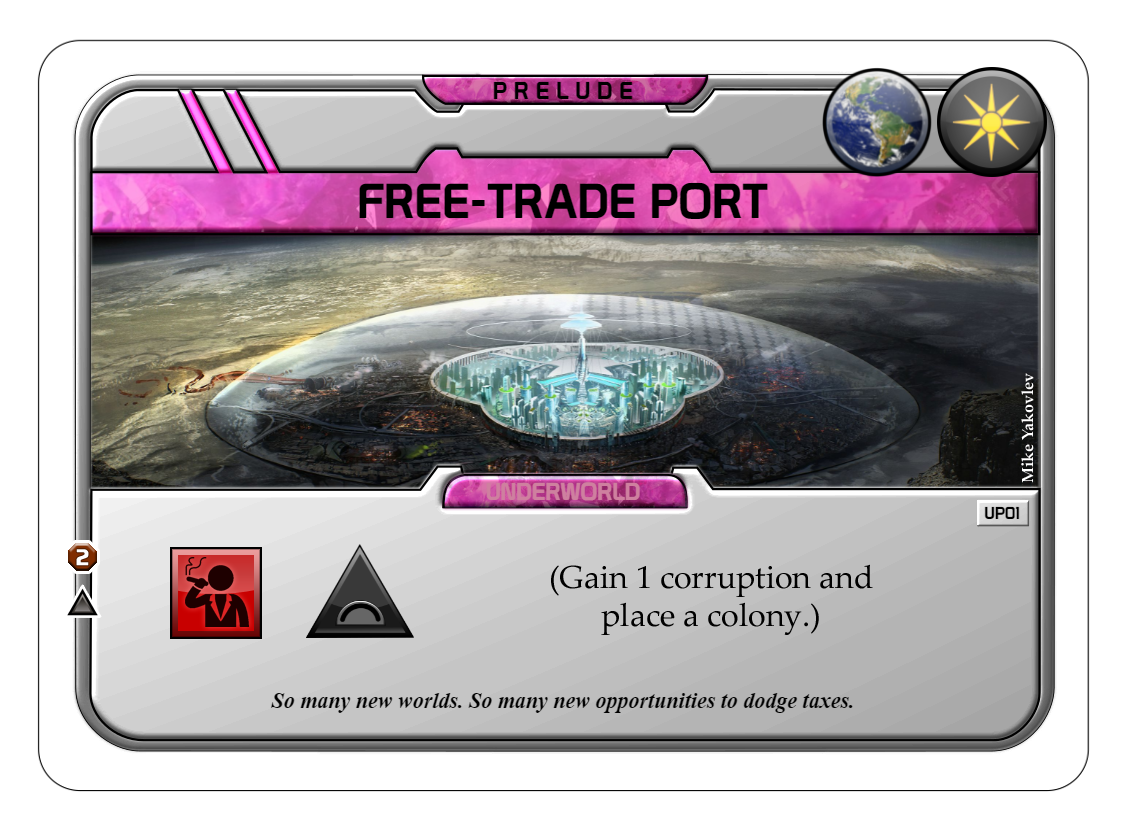 PRELUDE
FREE-TRADE PORT
Mike Yakovlev
UNDERWORLD
UP01
2
(Gain 1 corruption and
place a colony.)
So many new worlds. So many new opportunities to dodge taxes.